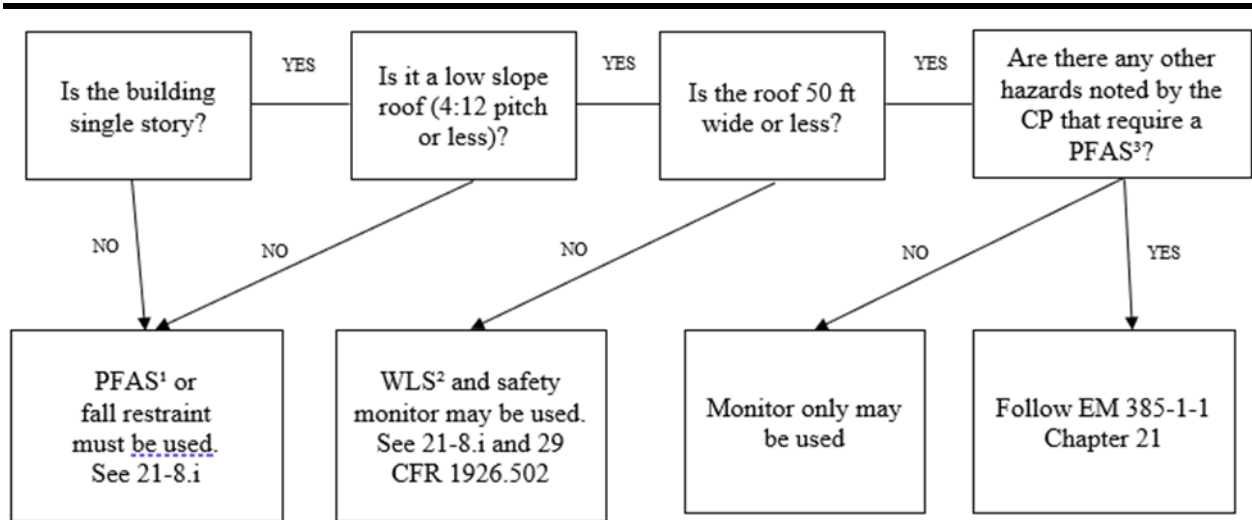 Is the building
single story?
YES
Is it a low slope
roof (4:12 pitch
or less)?
YES
Is the roof 50 ft
wide or less?
YES
Are there any other
hazards noted by the
CP that require a
PFAS³?
NO
NO
NO
NO
YES
PFAS¹ or
fall restraint
must be used.
See 21-8.i
WLS² and safety
monitor may be used.
See 21-8.i and 29
CFR 1926.502
Monitor only may
be used
Follow EM 385-1-1
Chapter 21